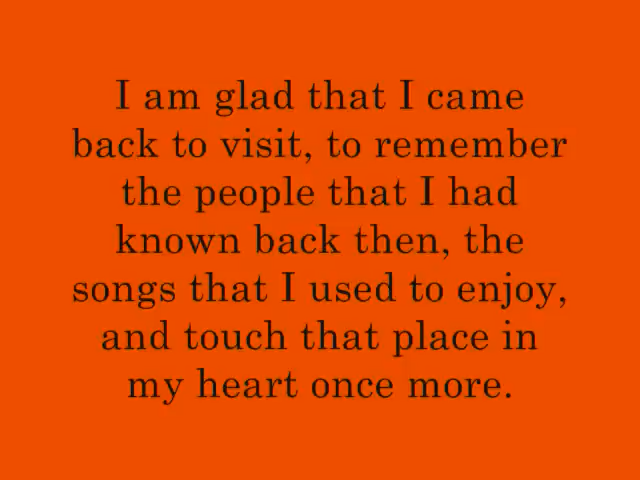 I am glad that I came
back to visit, to remember
the people that I had
known back then, the
songs that I used to enjoy,
and touch that place in
my heart once more.